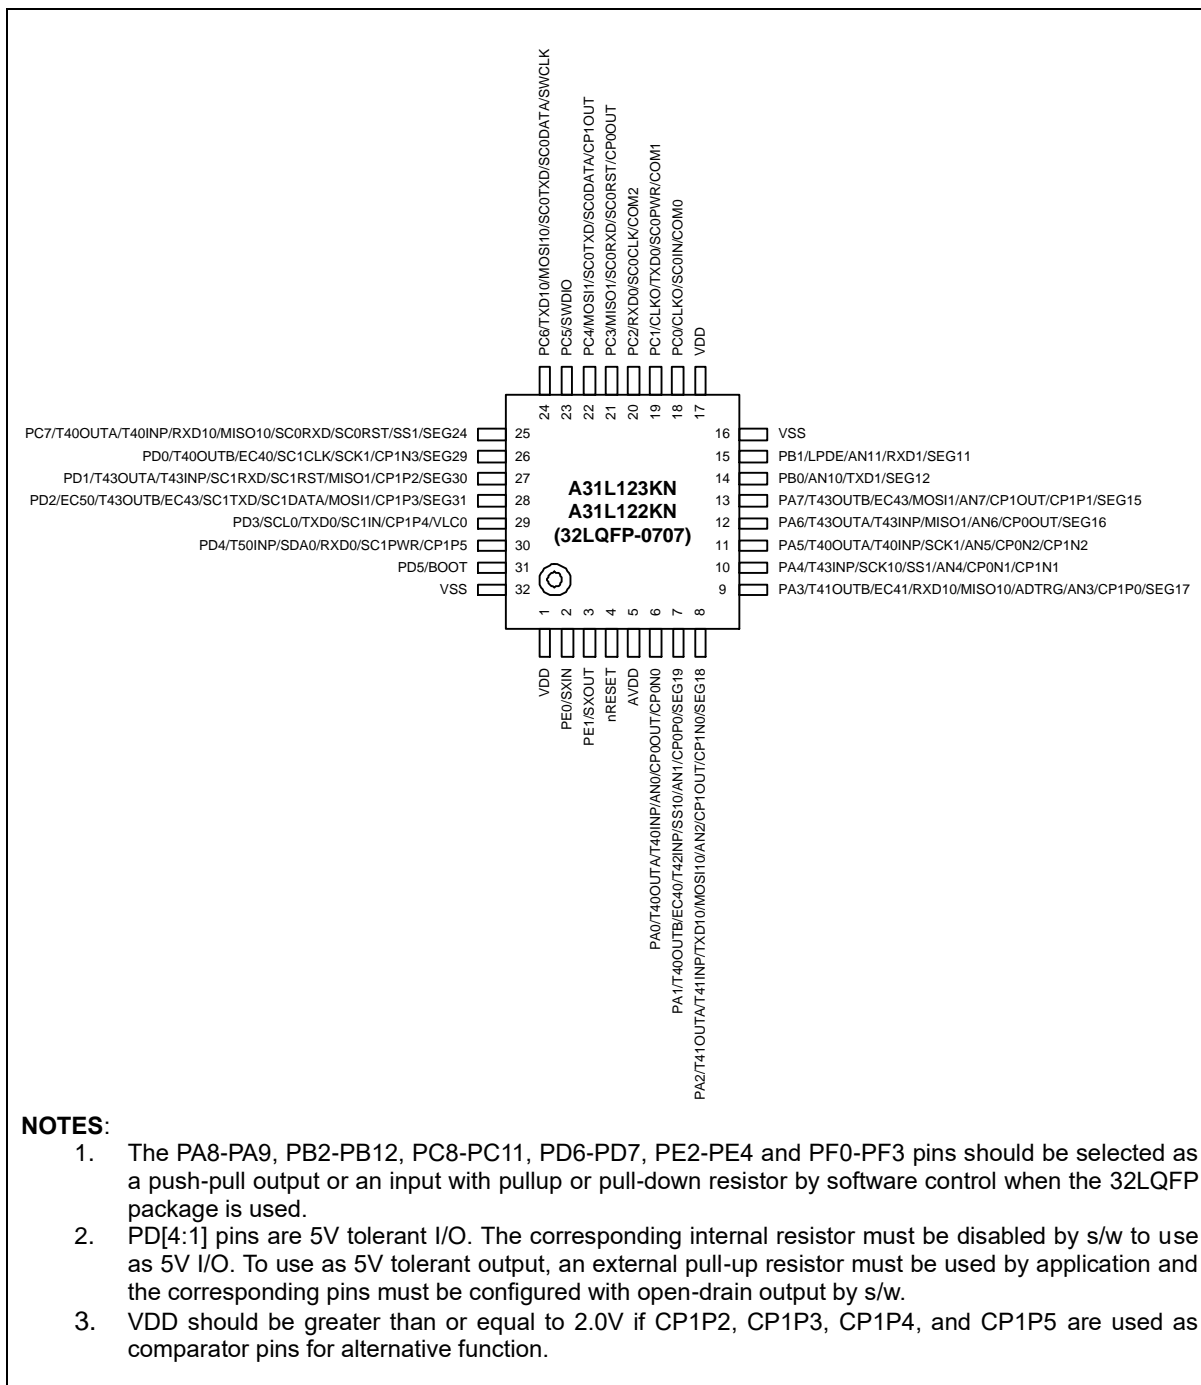 PC6/TXD10/MOSI10/SC0TXD/SC0DATA/SWCLK
PC5/SWDIO
PC4/MOSI1/SC0TXD/SC0DATA/CP1OUT
PC3/MISO1/SC0RXD/SC0RST/CP0OUT
PC2/RXD0/SC0CLK/COM2
PC1/CLKO/TXD0/SC0PWR/COM1
PC0/CLKO/SC0IN/COM0
VDD
24 23 22 21 20 19 18 17
PC7/T40OUTA/T40INP/RXD10/MISO10/SC0RXD/SC0RST/SS1/SEG24 25
PD0/T40OUTB/EC40/SC1CLK/SCK1/CP1N3/SEG29 26
PD1/T43OUTA/T43INP/SC1RXD/SC1RST/MISO1/CP1P2/SEG30 27
PD2/EC50/T43OUTB/EC43/SC1TXD/SC1DATA/MOSI1/CP1P3/SEG31 28
PD3/SCL0/TXD0/SC1IN/CP1P4/VLC0 29
PD4/T50INP/SDA0/RXD0/SC1PWR/CP1P5 30
PD5/BOOT 31
VSS 32
A31L123KN
A31L122KN
(32LQFP-0707)
16 VSS
15 PB1/LPDE/AN11/RXD1/SEG11
14 PB0/AN10/TXD1/SEG12
13 PA7/T43OUTB/EC43/MOSI1/AN7/CP1OUT/CP1P1/SEG15
12 PA6/T43OUTA/T43INP/MISO1/AN6/CP0OUT/SEG16
11 PA5/T40OUTA/T40INP/SCK1/AN5/CP0N2/CP1N2
10 PA4/T43INP/SCK10/SS1/AN4/CP0N1/CP1N1
9 PA3/T41OUTB/EC41/RXD10/MISO10/ADTRG/AN3/CP1P0/SEG17
1 2 3 4 5 6 7 8
VDD
PE0/SXIN
PE1/SXOUT
nRESET
AVDD
PA0/T40OUTA/T40INP/AN0/CP0OUT/CP0N0
PA1/T40OUTB/EC40/T42INP/SS10/AN1/CP0P0/SEG19
PA2/T41OUTA/T41INP/TXD10/MOSI10/AN2/CP1OUT/CP1N0/SEG18
NOTES:
1. The PA8-PA9, PB2-PB12, PC8-PC11, PD6-PD7, PE2-PE4 and PF0-PF3 pins should be selected as
a push-pull output or an input with pullup or pull-down resistor by software control when the 32LQFP
package is used.
2. PD[4:1] pins are 5V tolerant I/O. The corresponding internal resistor must be disabled by s/w to use
as 5V I/O. To use as 5V tolerant output, an external pull-up resistor must be used by application and
the corresponding pins must be configured with open-drain output by s/w.
3. VDD should be greater than or equal to 2.0V if CP1P2, CP1P3, CP1P4, and CP1P5 are used as
comparator pins for alternative function.